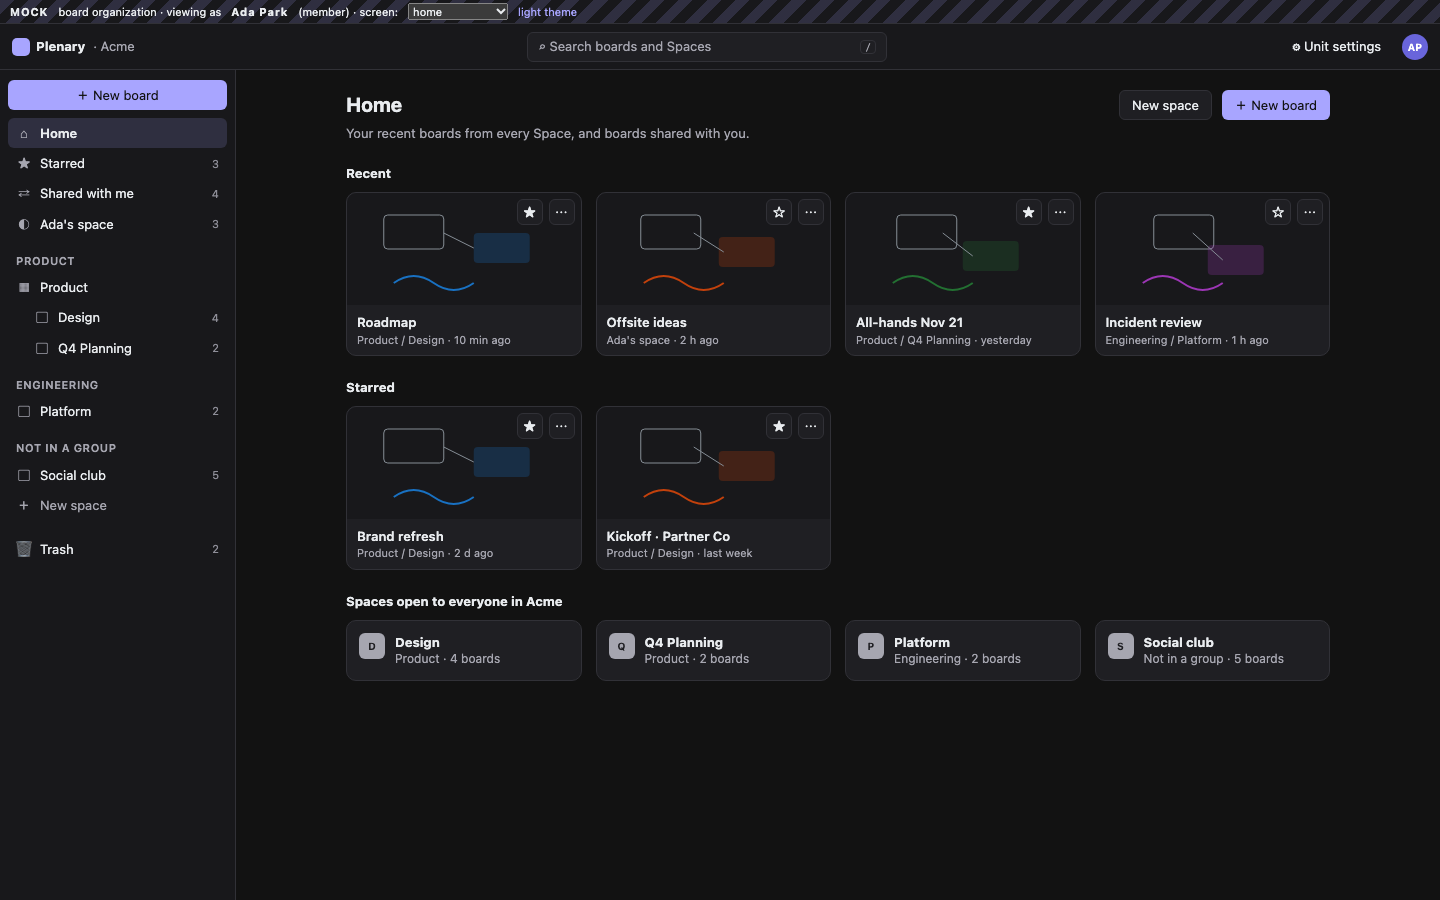 MOCK board organization · viewing as Ada Park (member) · screen: home light theme
Plenary · Acme
Search boards and Spaces /
Unit settings
AP
+ New board
Home
Starred 3
Shared with me 4
Ada's space 3
PRODUCT
Product
Design 4
Q4 Planning 2
ENGINEERING
Platform 2
NOT IN A GROUP
Social club 5
+ New space
Trash 2
Home
New space
+ New board
Your recent boards from every Space, and boards shared with you.
Recent
Roadmap
Product / Design · 10 min ago
Offsite ideas
Ada's space · 2 h ago
All-hands Nov 21
Product / Q4 Planning · yesterday
Incident review
Engineering / Platform · 1 h ago
Starred
Brand refresh
Product / Design · 2 d ago
Kickoff · Partner Co
Product / Design · last week
Spaces open to everyone in Acme
D
Design
Product · 4 boards
Q
Q4 Planning
Product · 2 boards
P
Platform
Engineering · 2 boards
S
Social club
Not in a group · 5 boards